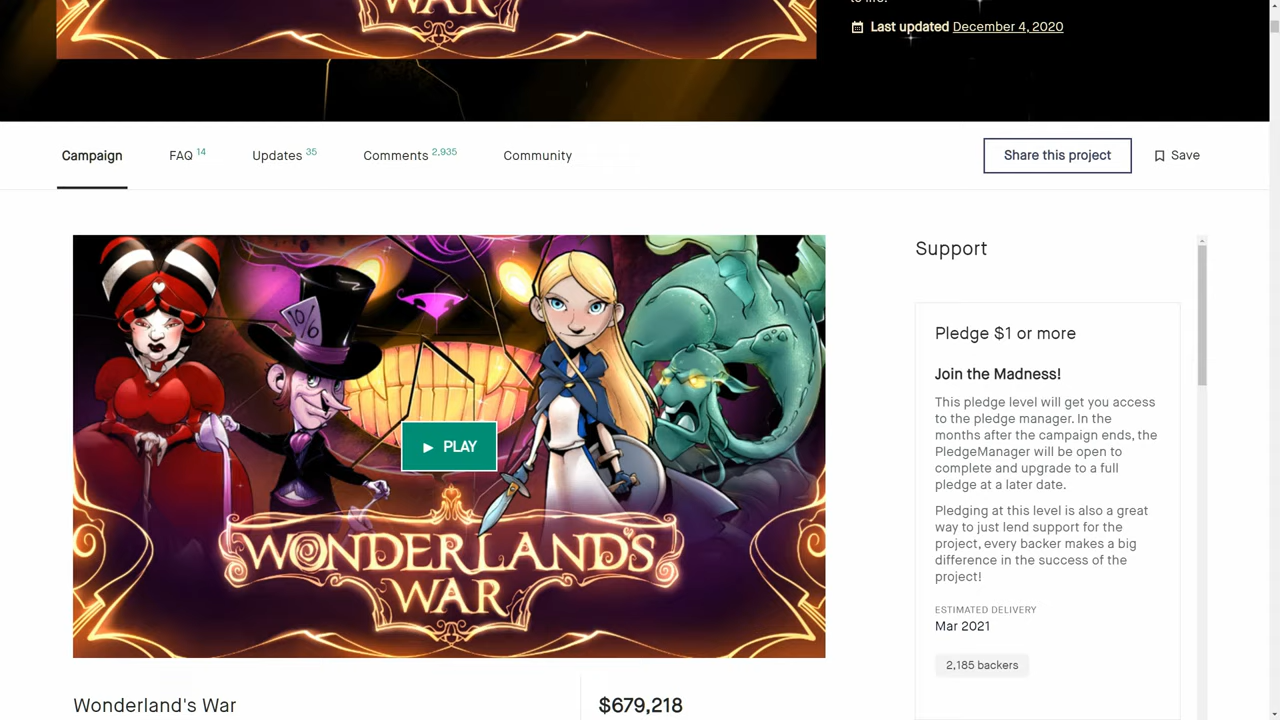 WAR
to life.
Last updated December 4, 2020
Campaign
FAQ 14
Updates 35
Comments 2,935
Community
Share this project
Save
10/6
PLAY
WONDERLAND'S
WAR
Support
Pledge $1 or more
Join the Madness!
This pledge level will get you access
to the pledge manager. In the
months after the campaign ends, the
PledgeManager will be open to
complete and upgrade to a full
pledge at a later date.
Pledging at this level is also a great
way to just lend support for the
project, every backer makes a big
difference in the success of the
project!
ESTIMATED DELIVERY
Mar 2021
2,185 backers
Wonderland's War
$679,218